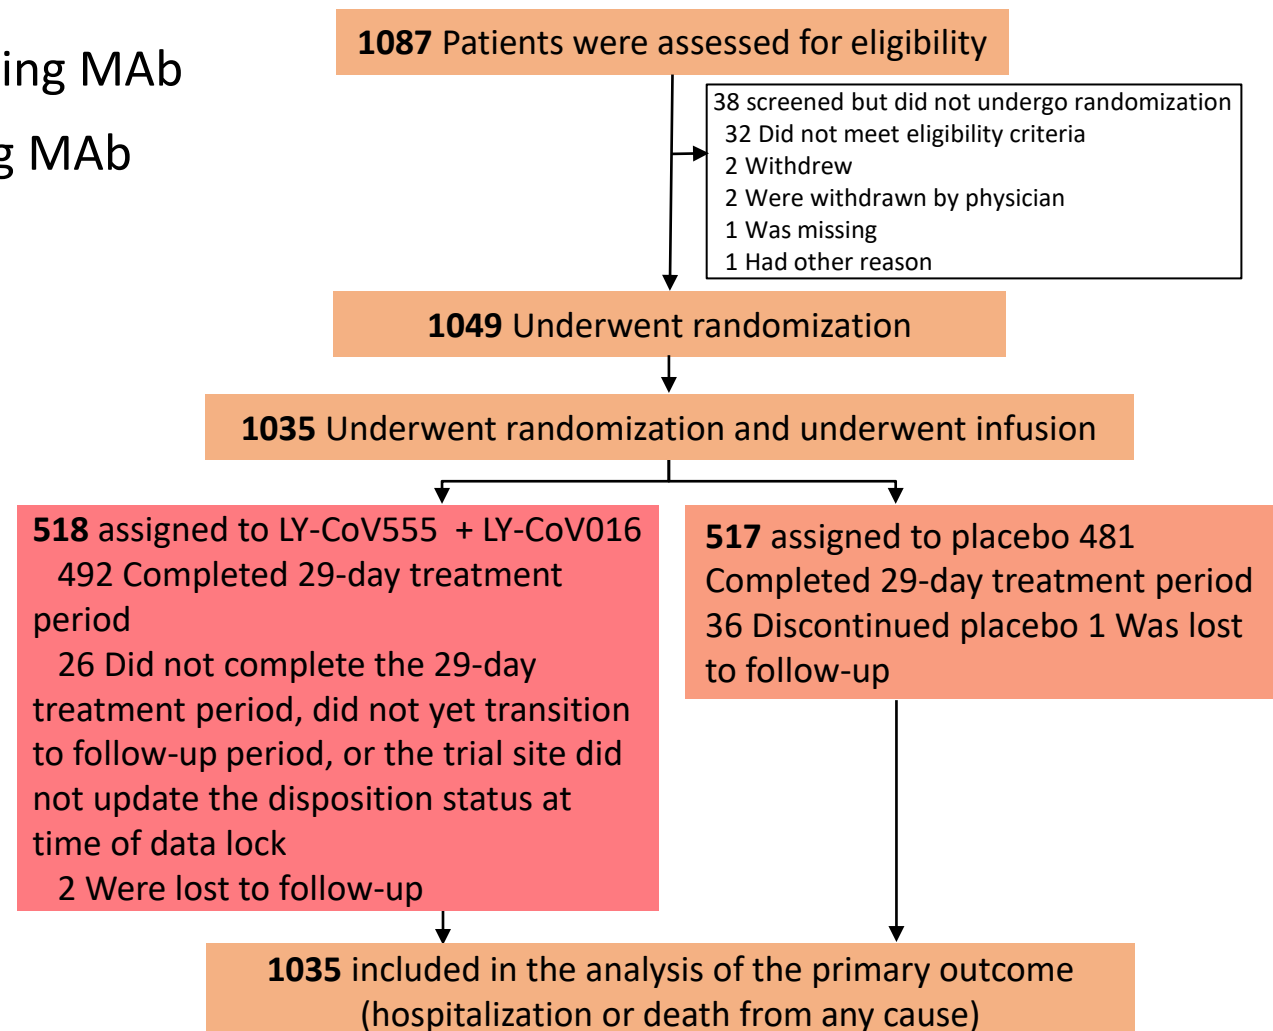 ing MAb
g MAb
1087 Patients were assessed for eligibility
38 screened but did not undergo randomization
32 Did not meet eligibility criteria
2 Withdrew
2 Were withdrawn by physician
1 Was missing
1 Had other reason
1049 Underwent randomization
1035 Underwent randomization and underwent infusion
518 assigned to LY-CoV555 + LY-CoV016
492 Completed 29-day treatment
period
26 Did not complete the 29-day
treatment period, did not yet transition
to follow-up period, or the trial site did
not update the disposition status at
time of data lock
2 Were lost to follow-up
517 assigned to placebo 481
Completed 29-day treatment period
36 Discontinued placebo 1 Was lost
to follow-up
1035 included in the analysis of the primary outcome
(hospitalization or death from any cause)